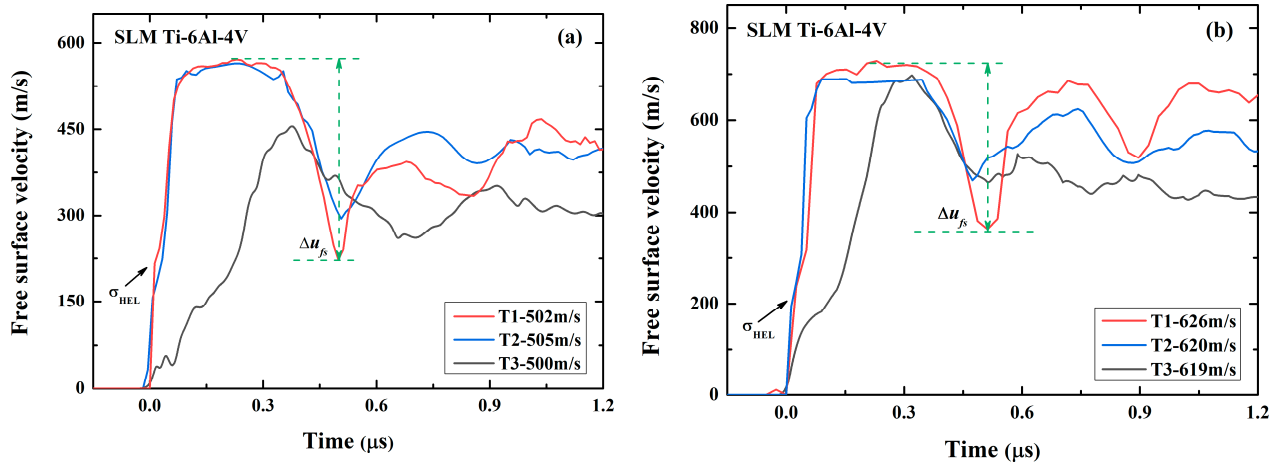 SLM Ti-6Al-4V
(a)
Free surface velocity (m/s)
600
450
300
150
0
σHEL
Δufs
T1-502m/s
T2-505m/s
T3-500m/s
0.0
0.3
0.6
0.9
1.2
Time (μs)
SLM Ti-6Al-4V
(b)
Free surface velocity (m/s)
800
600
400
200
0
σHEL
Δufs
T1-626m/s
T2-620m/s
T3-619m/s
0.0
0.3
0.6
0.9
1.2
Time (μs)